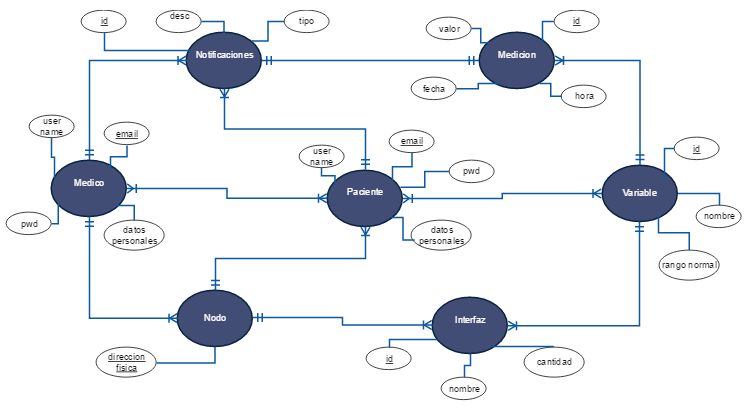 id
desc
tipo
Notificaciones
valor
id
Medicion
fecha
hora
user
name
email
Medico
pwd
datos
personales
user
name
email
pwd
Paciente
datos
personales
id
Variable
nombre
rango normal
Nodo
direccion
fisica
Interfaz
id
nombre
cantidad